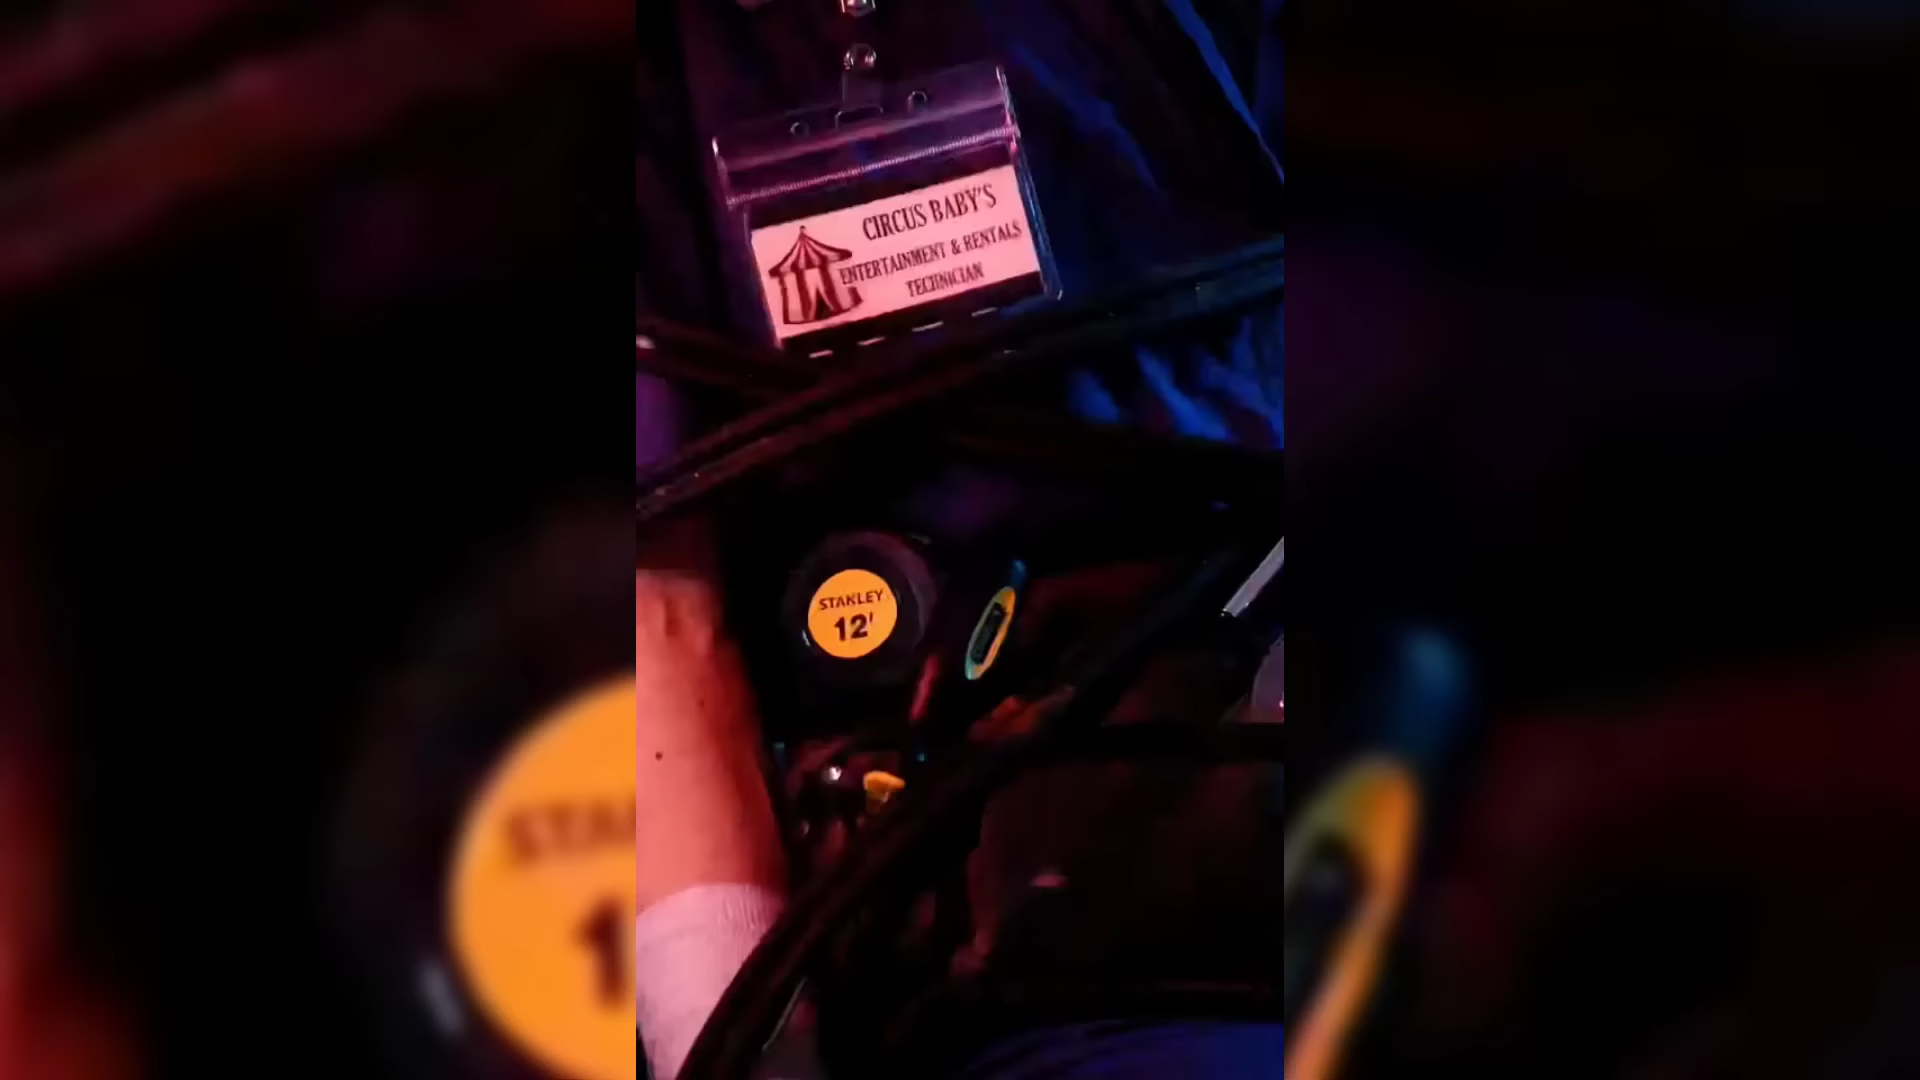 CIRCUS BABY'S
ENTERTAINMENT & RENTALS
TECHNICIAN
STANLEY
12'